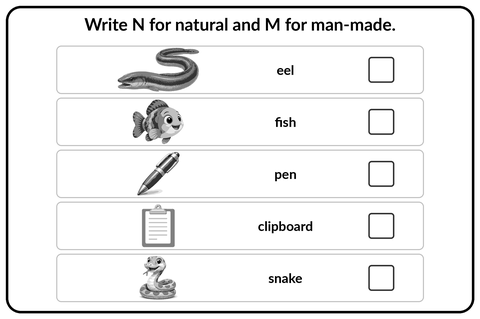 Write N for natural and M for man-made.
eel
fish
pen
clipboard
snake